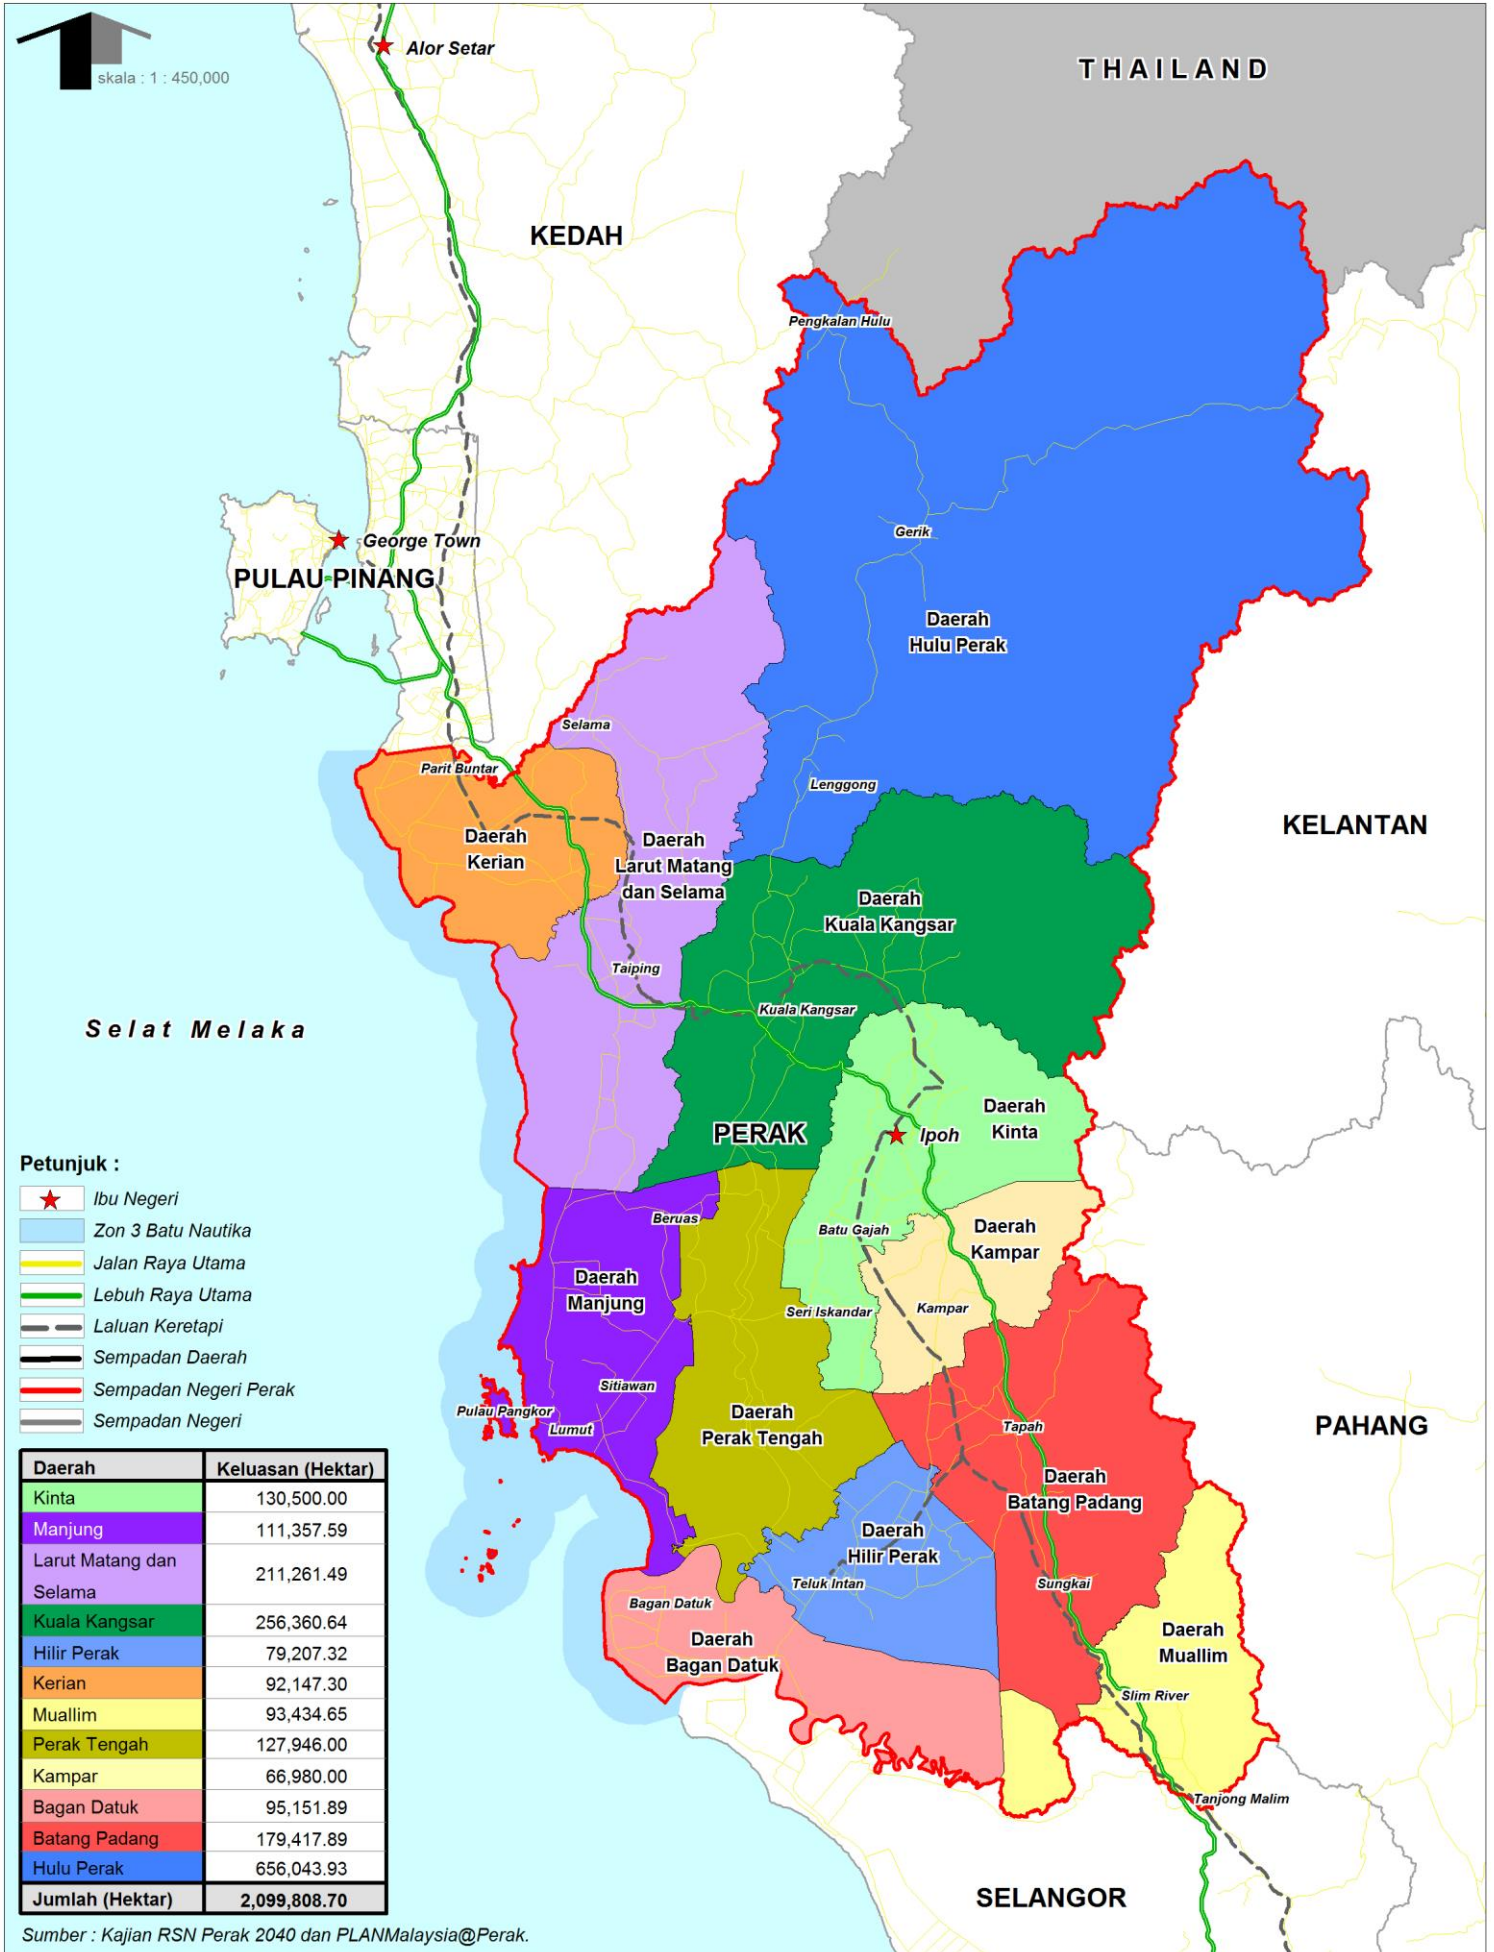 skala : 1 : 450,000
Alor Setar
THAILAND
KEDAH
Pengkalan Hulu
George Town
PULAU PINANG
Gerik
Daerah
Hulu Perak
Selama
Parit Buntar
Lenggong
Daerah
Kerian
Daerah
Larut Matang
dan Selama
KELANTAN
Daerah
Kuala Kangsar
Taiping
Kuala Kangsar
Selat Melaka
PERAK
Ipoh
Daerah
Kinta
Beruas
Batu Gajah
Daerah
Kampar
Daerah
Manjung
Seri Iskandar
Kampar
Sitiawan
Pulau Pangkor
Lumut
Daerah
Perak Tengah
Tapah
PAHANG
Daerah
Batang Padang
Daerah
Hilir Perak
Teluk Intan
Sungkai
Bagan Datuk
Daerah
Bagan Datuk
Daerah
Muallim
Slim River
Tanjong Malim
SELANGOR
Petunjuk :
Ibu Negeri
Zon 3 Batu Nautika
Jalan Raya Utama
Lebuh Raya Utama
Laluan Keretapi
Sempadan Daerah
Sempadan Negeri Perak
Sempadan Negeri
Daerah Keluasan (Hektar)
Kinta 130,500.00
Manjung 111,357.59
Larut Matang dan
Selama 211,261.49
Kuala Kangsar 256,360.64
Hilir Perak 79,207.32
Kerian 92,147.30
Muallim 93,434.65
Perak Tengah 127,946.00
Kampar 66,980.00
Bagan Datuk 95,151.89
Batang Padang 179,417.89
Hulu Perak 656,043.93
Jumlah (Hektar) 2,099,808.70
Sumber : Kajian RSN Perak 2040 dan PLANMalaysia@Perak.